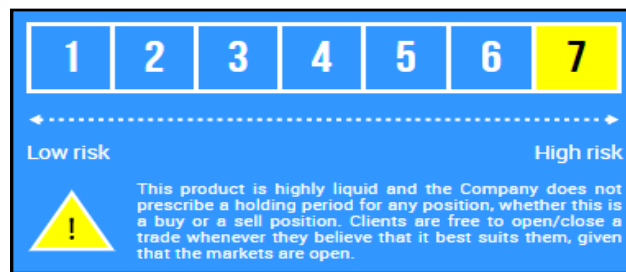 1 2 3 4 5 6 7
Low risk High risk
This product is highly liquid and the Company does not
prescribe a holding period for any position, whether this is
a buy or a sell position. Clients are free to open/close a
trade whenever they believe that it best suits them, given
that the markets are open.
!